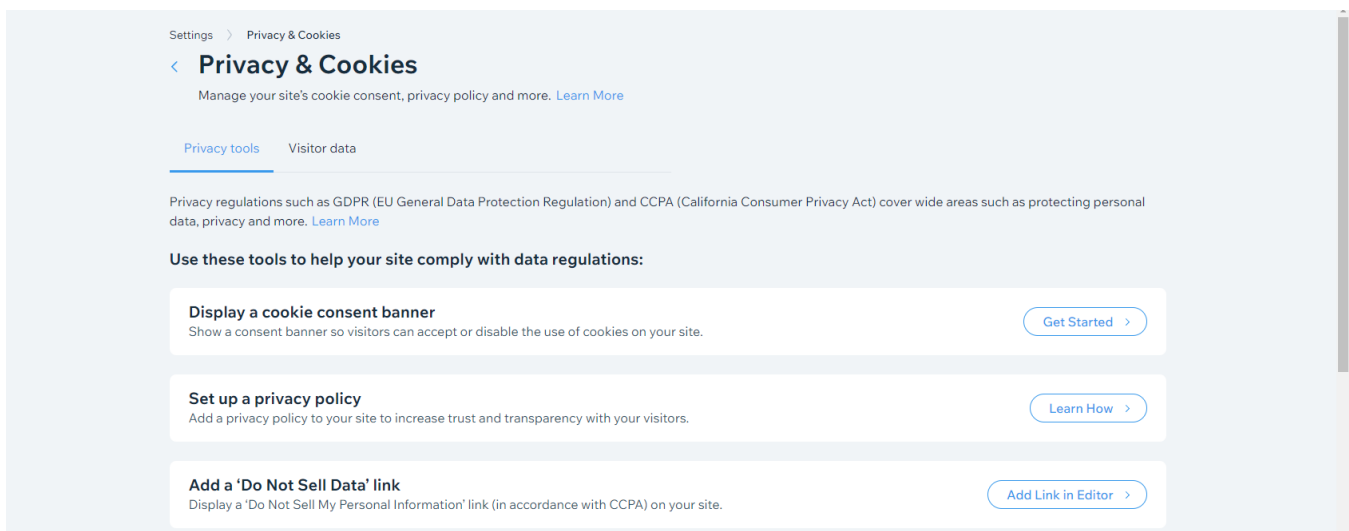 Settings > Privacy & Cookies
Privacy & Cookies
Manage your site's cookie consent, privacy policy and more. Learn More
Privacy tools Visitor data
Privacy regulations such as GDPR (EU General Data Protection Regulation) and CCPA (California Consumer Privacy Act) cover wide areas such as protecting personal
data, privacy and more. Learn More
Use these tools to help your site comply with data regulations:
Display a cookie consent banner
Show a consent banner so visitors can accept or disable the use of cookies on your site.
Get Started >
Set up a privacy policy
Add a privacy policy to your site to increase trust and transparency with your visitors.
Learn How >
Add a ‘Do Not Sell Data’ link
Display a ‘Do Not Sell My Personal Information’ link (in accordance with CCPA) on your site.
Add Link in Editor >